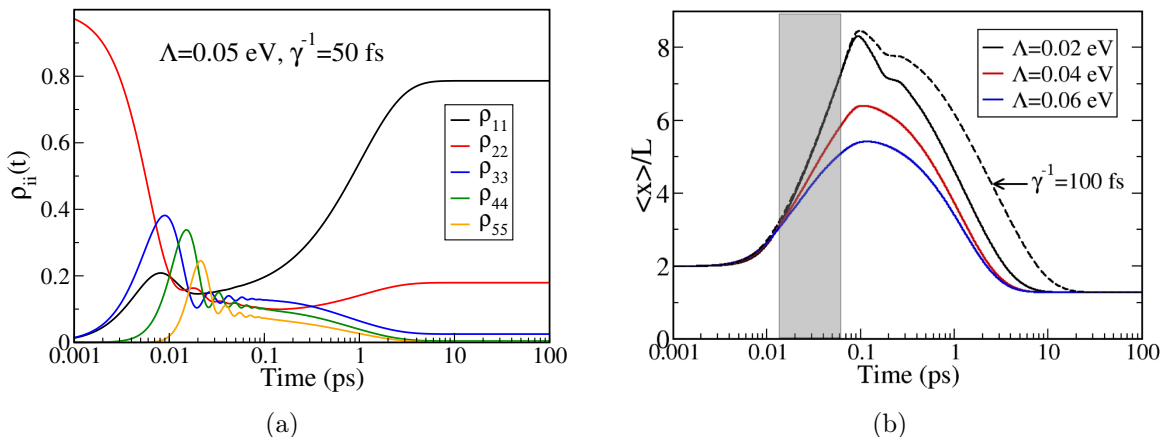 (a)
Λ=0.05 eV, γ⁻¹=50 fs
ρ₁₁
ρ₂₂
ρ₃₃
ρ₄₄
ρ₅₅
ρᵢᵢ(t)
0.8
0.6
0.4
0.2
0
0.001 0.01 0.1 1 10 100
Time (ps)
(a)
(b)
Λ=0.02 eV
Λ=0.04 eV
Λ=0.06 eV
γ⁻¹=100 fs
<x>/L
8
6
4
2
0
0.001 0.01 0.1 1 10 100
Time (ps)
(b)